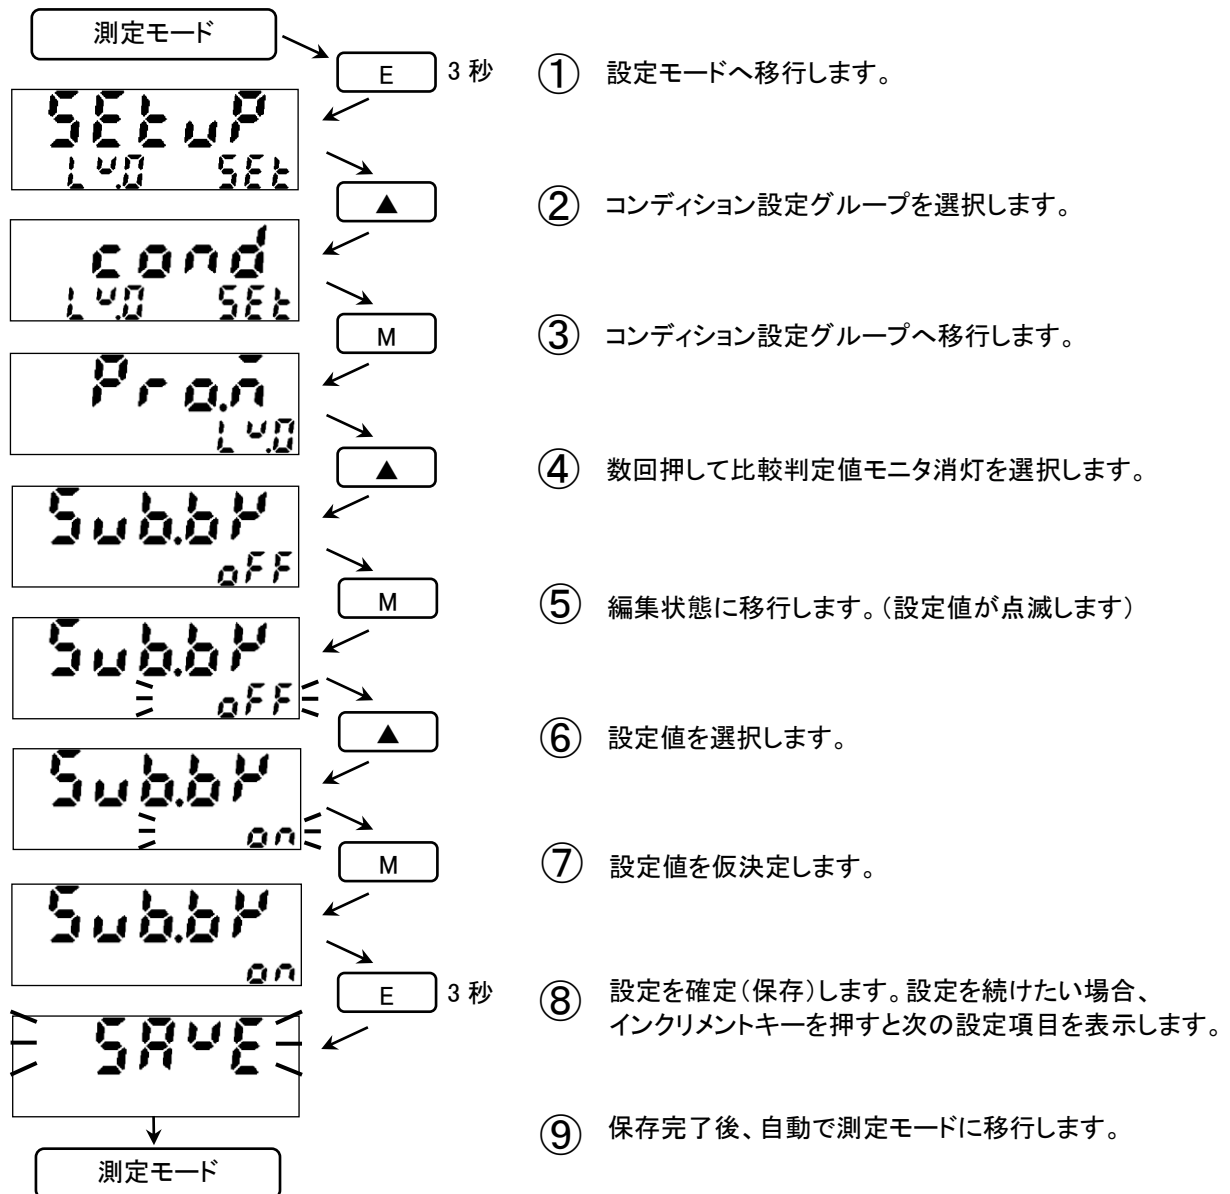 測定モード
E 3 秒 ① 設定モードへ移行します。
SEtuP
Lv.0 SEt
▲ ② コンディション設定グループを選択します。
cond
Lv.0 SEt
M ③ コンディション設定グループへ移行します。
Pro.n
Lv.0
▲ ④ 数回押して比較判定値モニタ消灯を選択します。
Sub.bY
oFF
M ⑤ 編集状態に移行します。（設定値が点滅します）
Sub.bY
oFF
▲ ⑥ 設定値を選択します。
Sub.bY
on
M ⑦ 設定値を仮決定します。
Sub.bY
on
E 3 秒 ⑧ 設定を確定（保存）します。設定を続けたい場合、
インクリメントキーを押すと次の設定項目を表示します。
SAvE
⑨ 保存完了後、自動で測定モードに移行します。
測定モード